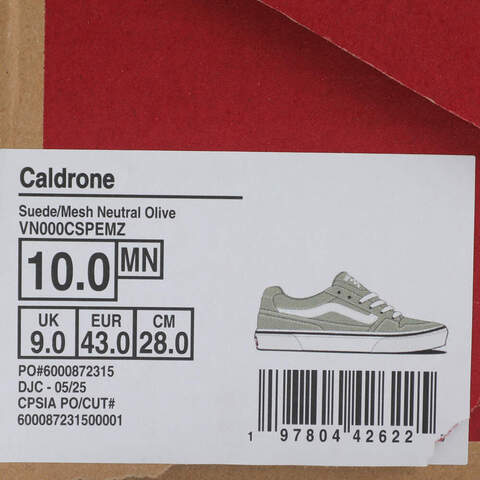 Caldrone
Suede/Mesh Neutral Olive
VN000CSPEMZ
10.0 MN
UK EUR CM
9.0 43.0 28.0
PO#6000872315
DJC - 05/25
CPSIA PO/CUT#
600087231500001
1 97804 42622